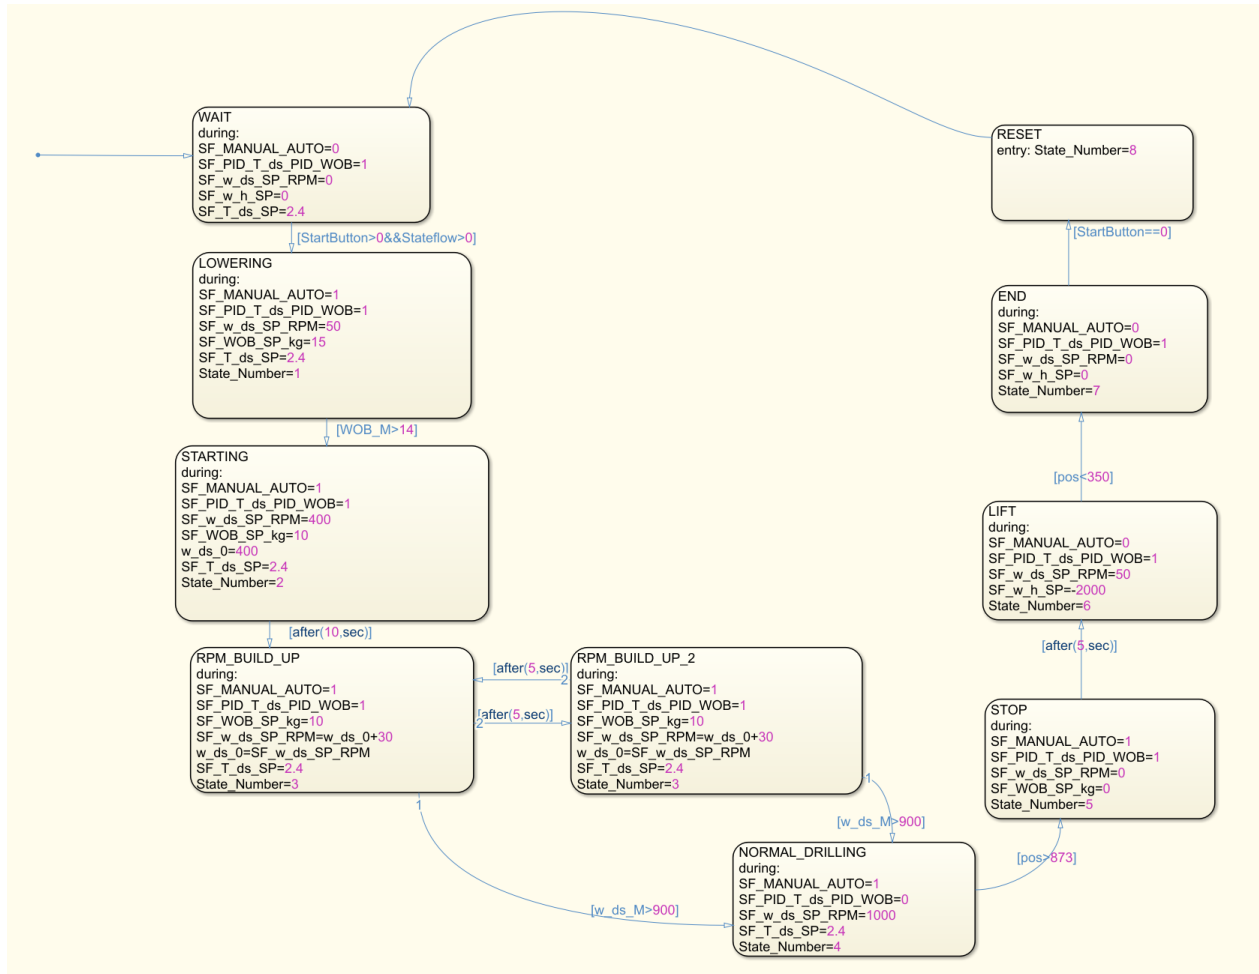 WAIT
during:
SF_MANUAL_AUTO=0
SF_PID_T_ds_PID_WOB=1
SF_w_ds_SP_RPM=0
SF_w_h_SP=0
SF_T_ds_SP=2.4
[StartButton>0&&Stateflow>0]
LOWERING
during:
SF_MANUAL_AUTO=1
SF_PID_T_ds_PID_WOB=1
SF_w_ds_SP_RPM=50
SF_WOB_SP_kg=15
SF_T_ds_SP=2.4
State_Number=1
[WOB_M>14]
STARTING
during:
SF_MANUAL_AUTO=1
SF_PID_T_ds_PID_WOB=1
SF_w_ds_SP_RPM=400
SF_WOB_SP_kg=10
w_ds_0=400
SF_T_ds_SP=2.4
State_Number=2
[after(10,sec)]
RPM_BUILD_UP
during:
SF_MANUAL_AUTO=1
SF_PID_T_ds_PID_WOB=1
SF_WOB_SP_kg=10
SF_w_ds_SP_RPM=w_ds_0+30
w_ds_0=SF_w_ds_SP_RPM
SF_T_ds_SP=2.4
State_Number=3
1
[after(5,sec)]
2
[after(5,sec)]
2
RPM_BUILD_UP_2
during:
SF_MANUAL_AUTO=1
SF_PID_T_ds_PID_WOB=1
SF_WOB_SP_kg=10
SF_w_ds_SP_RPM=w_ds_0+30
w_ds_0=SF_w_ds_SP_RPM
SF_T_ds_SP=2.4
State_Number=3
1
[w_ds_M>900]
[w_ds_M>900]
NORMAL_DRILLING
during:
SF_MANUAL_AUTO=1
SF_PID_T_ds_PID_WOB=0
SF_w_ds_SP_RPM=1000
SF_T_ds_SP=2.4
State_Number=4
[pos>873]
STOP
during:
SF_MANUAL_AUTO=1
SF_PID_T_ds_PID_WOB=1
SF_w_ds_SP_RPM=0
SF_WOB_SP_kg=0
State_Number=5
[after(5,sec)]
LIFT
during:
SF_MANUAL_AUTO=0
SF_PID_T_ds_PID_WOB=1
SF_w_ds_SP_RPM=50
SF_w_h_SP=-2000
State_Number=6
[pos<350]
END
during:
SF_MANUAL_AUTO=0
SF_PID_T_ds_PID_WOB=1
SF_w_ds_SP_RPM=0
SF_w_h_SP=0
State_Number=7
[StartButton==0]
RESET
entry: State_Number=8